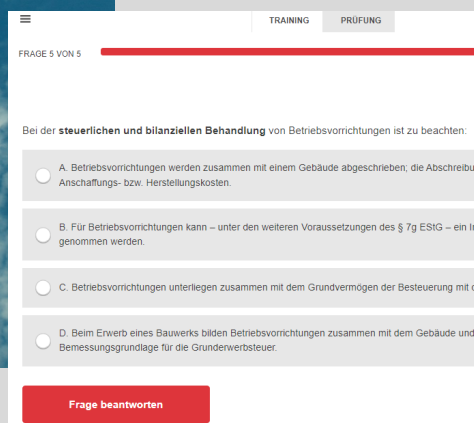 TRAINING PRÜFUNG
FRAGE 5 VON 5
Bei der steuerlichen und bilanziellen Behandlung von Betriebsvorrichtungen ist zu beachten:
A. Betriebsvorrichtungen werden zusammen mit einem Gebäude abgeschrieben; die Abschreibu
Anschaffungs- bzw. Herstellungskosten.
B. Für Betriebsvorrichtungen kann – unter den weiteren Voraussetzungen des § 7g EStG – ein
genommen werden.
C. Betriebsvorrichtungen unterliegen zusammen mit dem Grundvermögen der Besteuerung mit
D. Beim Erwerb eines Bauwerks bilden Betriebsvorrichtungen zusammen mit dem Gebäude und
Bemessungsgrundlage für die Grunderwerbsteuer.
Frage beantworten